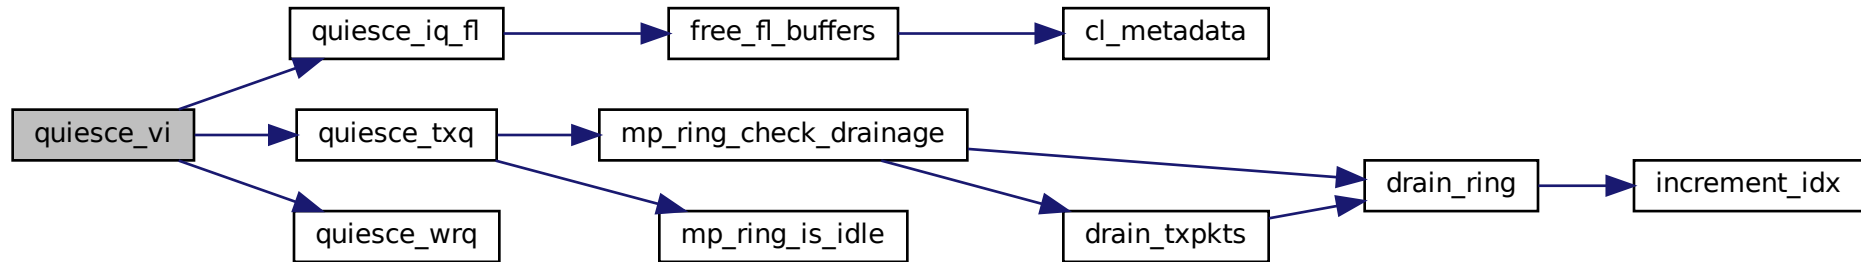 quiesce_vi
quiesce_iq_fl
free_fl_buffers
cl_metadata
quiesce_txq
mp_ring_check_drainage
drain_ring
increment_idx
quiesce_wrq
mp_ring_is_idle
drain_txpkts